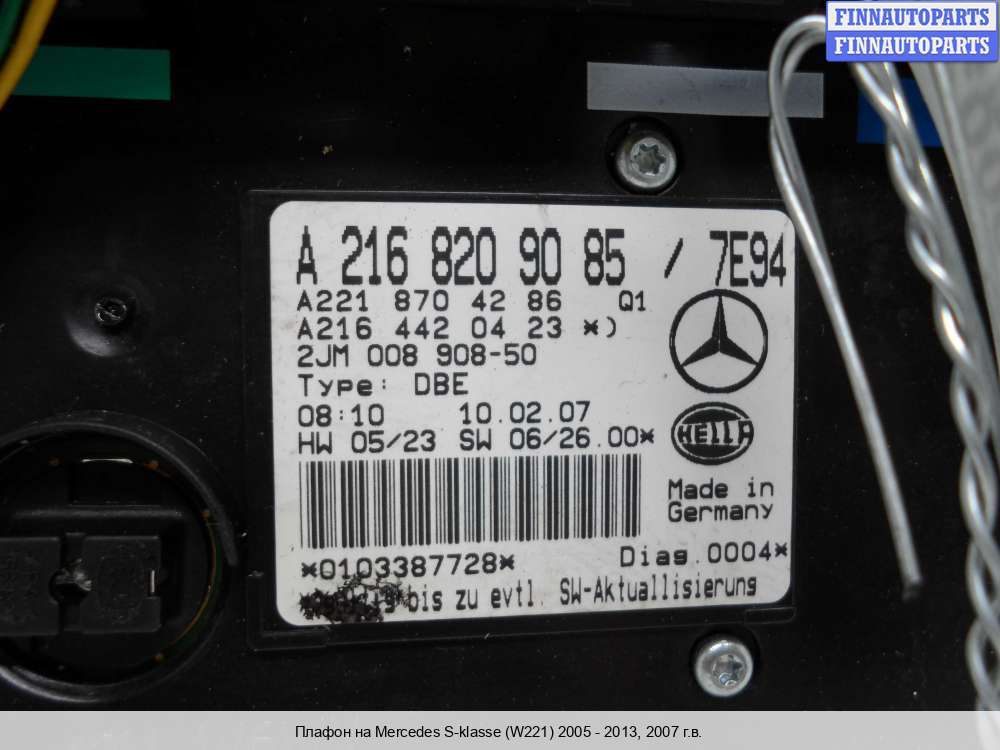 FINNAUTOPARTS
FINNAUTOPARTS
A 216 820 90 85 / 7E94
A221 870 42 86 Q1
A216 442 04 23 *)
2JM 008 908-50
Type: DBE
08:10 10.02.07
HW 05/23 SW 06/26.00*
HELLA
Made in
Germany
*0103387728* Diag.0004*
bis zu evtl. SW-Aktuallisierung
Плафон на Mercedes S-klasse (W221) 2005 - 2013, 2007 г.в.